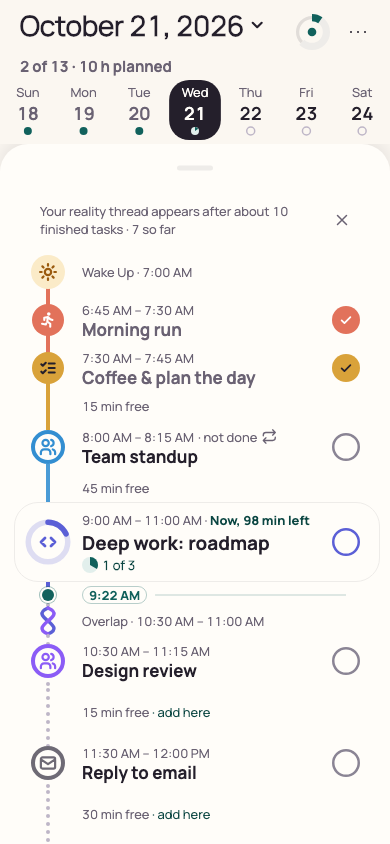 October 21, 2026
2 of 13 · 10 h planned
Sun Mon Tue Wed Thu Fri Sat
18 19 20 21 22 23 24
Your reality thread appears after about 10
finished tasks · 7 so far
Wake Up · 7:00 AM
6:45 AM – 7:30 AM
Morning run
7:30 AM – 7:45 AM
Coffee & plan the day
15 min free
8:00 AM – 8:15 AM · not done
Team standup
45 min free
9:00 AM – 11:00 AM · Now, 98 min left
Deep work: roadmap
1 of 3
9:22 AM
Overlap · 10:30 AM – 11:00 AM
10:30 AM – 11:15 AM
Design review
15 min free · add here
11:30 AM – 12:00 PM
Reply to email
30 min free · add here